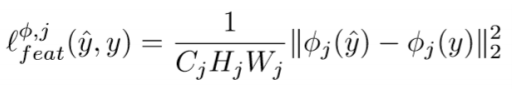 ℓ_{feat}^{ϕ,j}(ŷ, y) = \frac{1}{C_j H_j W_j} ‖ϕ_j(ŷ) − ϕ_j(y)‖_2^2